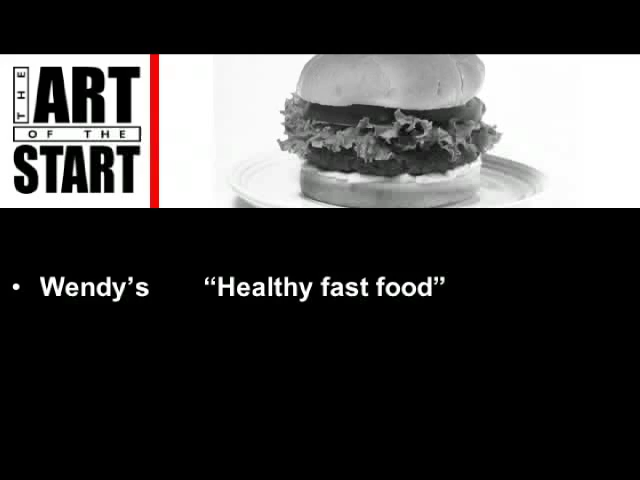 THE
ART
OF THE
START
• Wendy’s “Healthy fast food”